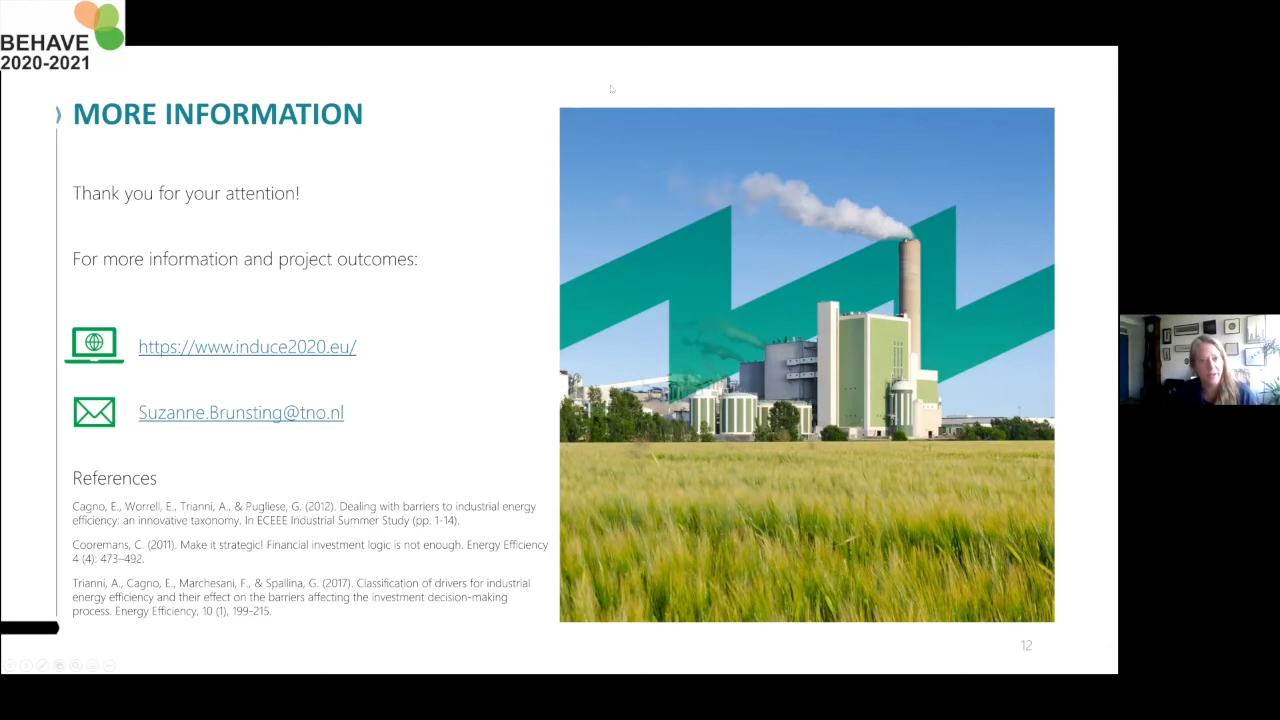 BEHAVE
2020-2021
MORE INFORMATION
Thank you for your attention!
For more information and project outcomes:
https://www.induce2020.eu/
Suzanne.Brunsting@tno.nl
References
Cagno, E., Worrell, E., Trianni, A., & Pugliese, G. (2012). Dealing with barriers to industrial energy
efficiency: an innovative taxonomy. In ECEEE Industrial Summer Study (pp. 1-14).
Cooremans, C. (2011). Make it strategic! Financial investment logic is not enough. Energy Efficiency
4 (4): 473–492.
Trianni, A., Cagno, E., Marchesani, F., & Spallina, G. (2017). Classification of drivers for industrial
energy efficiency and their effect on the barriers affecting the investment decision-making
process. Energy Efficiency, 10 (1), 199-215.
12